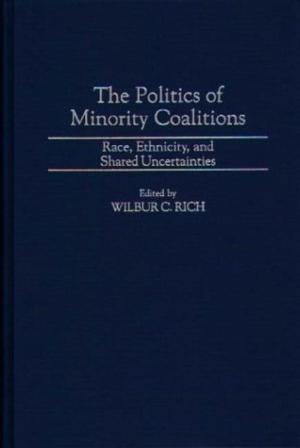 The Politics of
Minority Coalitions
Race, Ethnicity, and
Shared Uncertainties
Edited by
WILBUR C. RICH